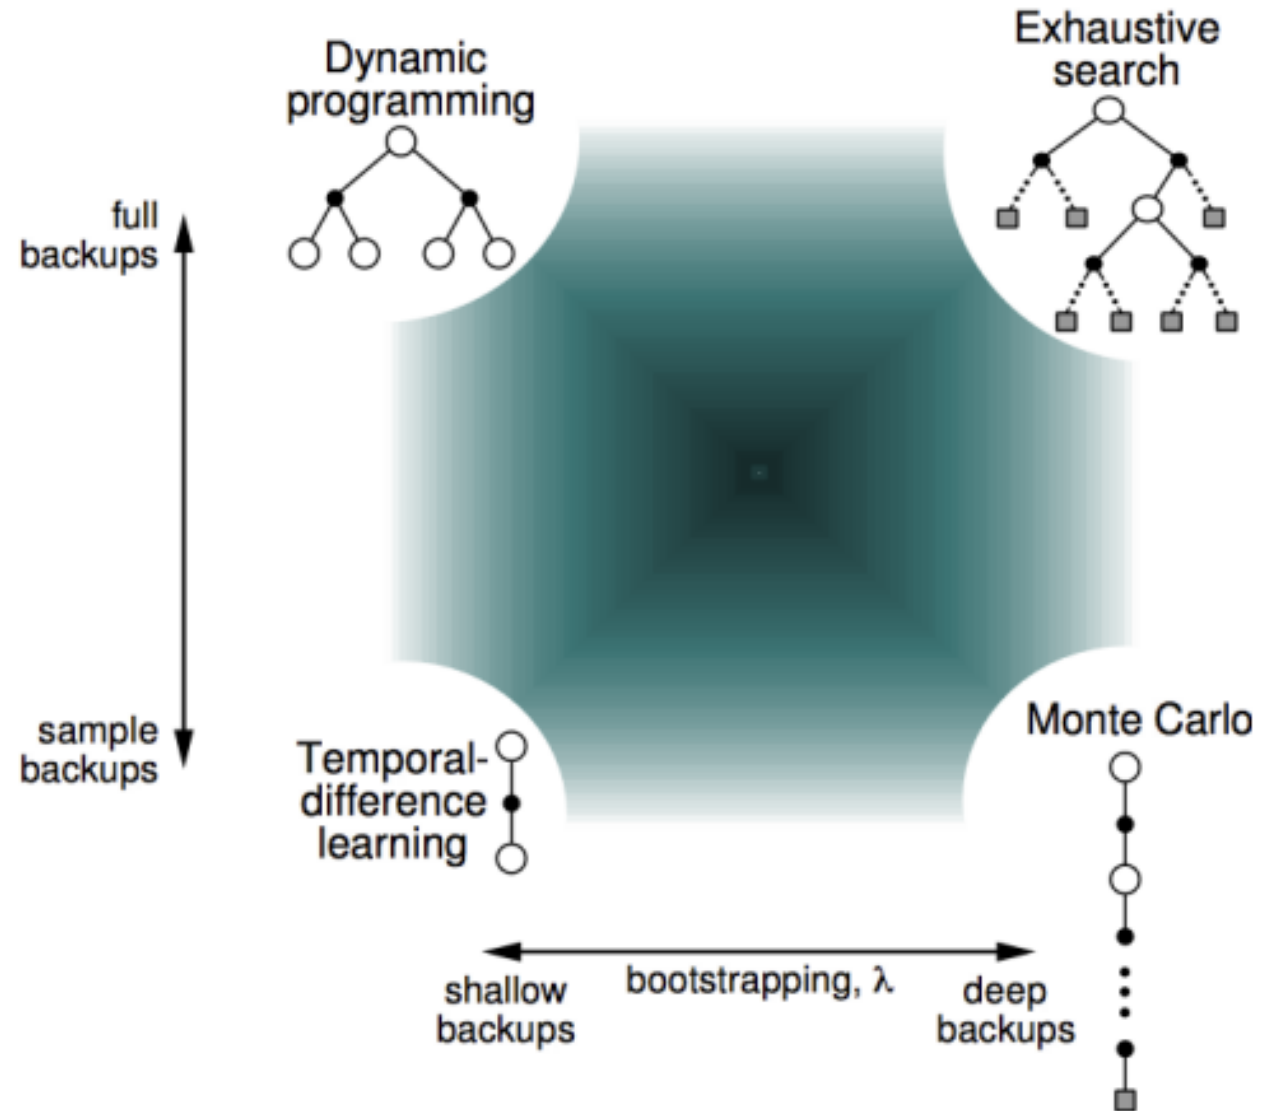 Dynamic
programming
Exhaustive
search
full
backups
sample
backups
Temporal-
difference
learning
Monte Carlo
shallow
backups
bootstrapping, λ
deep
backups